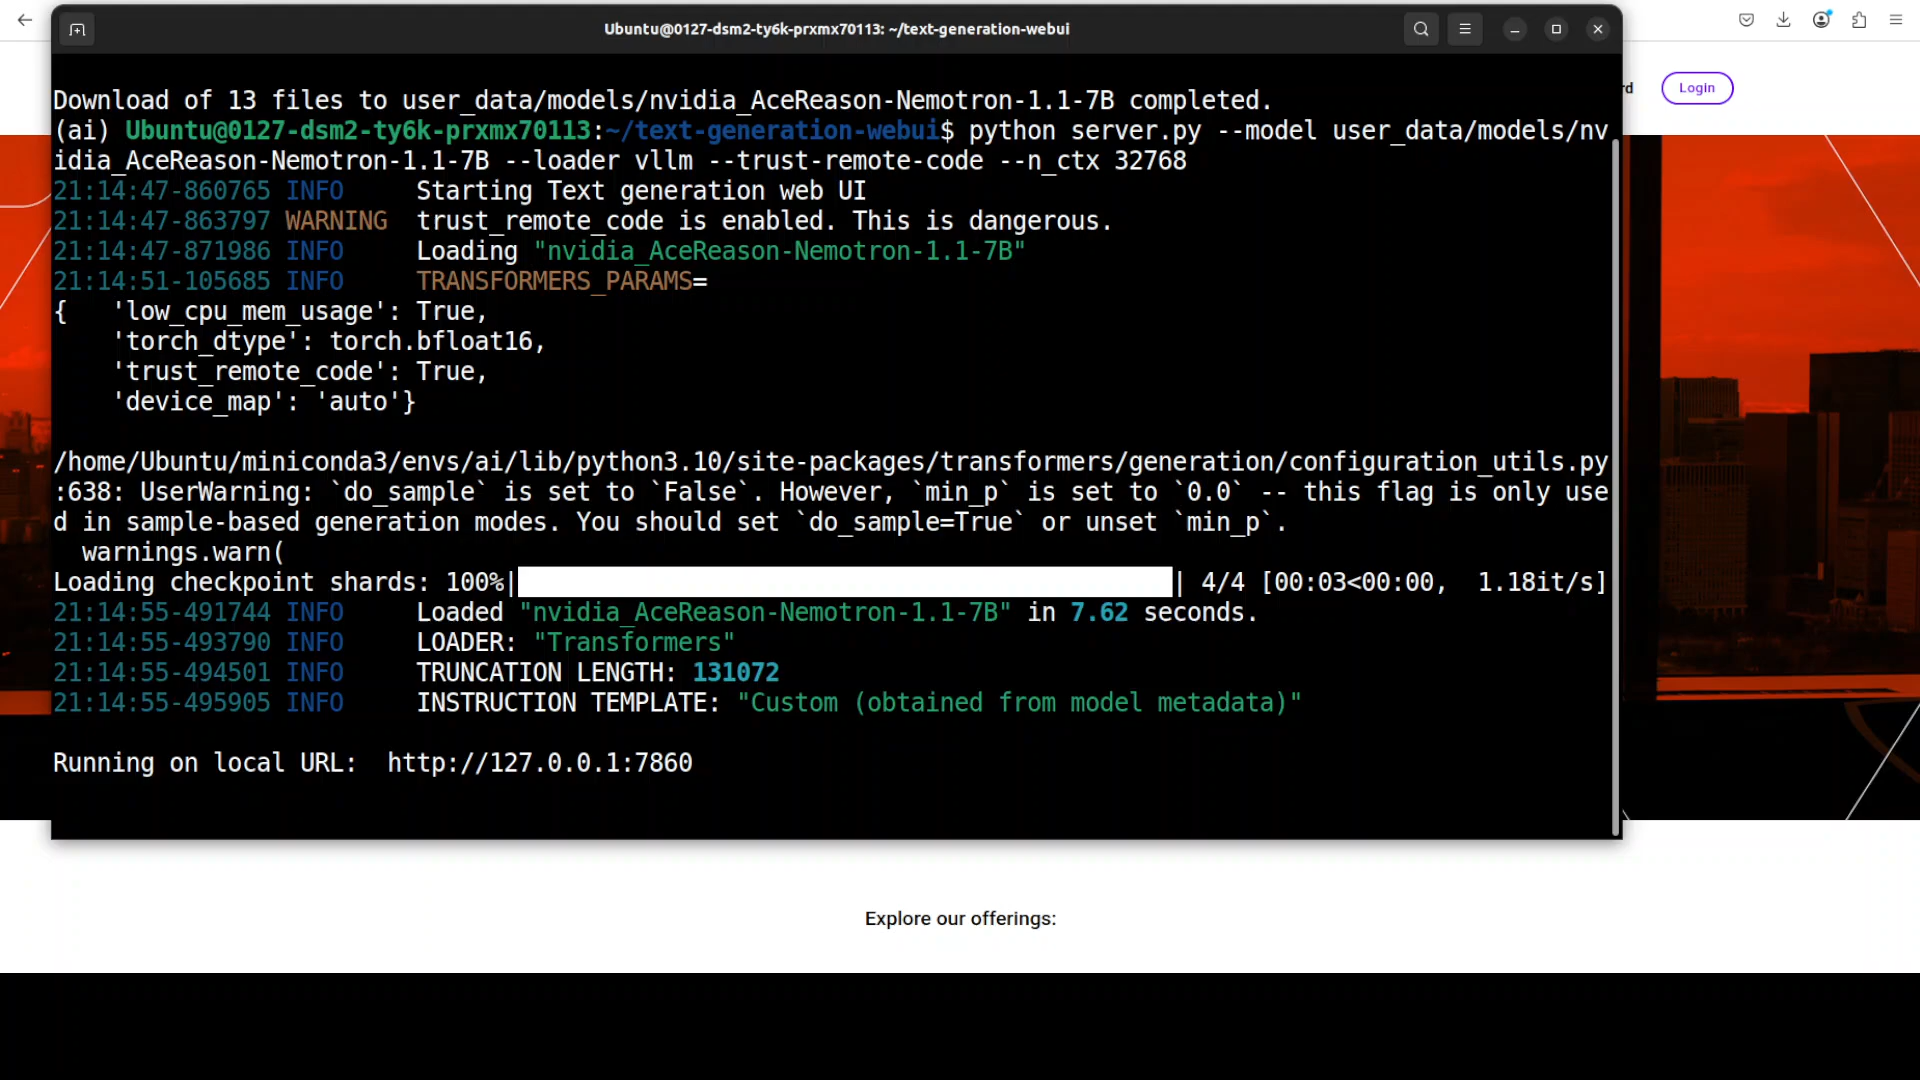 Ubuntu@0127-dsm2-ty6k-prxmx70113: ~/text-generation-webui
Login
Download of 13 files to user_data/models/nvidia_AceReason-Nemotron-1.1-7B completed.
(ai) Ubuntu@0127-dsm2-ty6k-prxmx70113:~/text-generation-webui$ python server.py --model user_data/models/nv
idia_AceReason-Nemotron-1.1-7B --loader vllm --trust-remote-code --n_ctx 32768
21:14:47-860765 INFO     Starting Text generation web UI
21:14:47-863797 WARNING  trust_remote_code is enabled. This is dangerous.
21:14:47-871986 INFO     Loading "nvidia_AceReason-Nemotron-1.1-7B"
21:14:51-105685 INFO     TRANSFORMERS_PARAMS=
{   'low_cpu_mem_usage': True,
    'torch_dtype': torch.bfloat16,
    'trust_remote_code': True,
    'device_map': 'auto'}
/home/Ubuntu/miniconda3/envs/ai/lib/python3.10/site-packages/transformers/generation/configuration_utils.py
:638: UserWarning: `do_sample` is set to `False`. However, `min_p` is set to `0.0` -- this flag is only use
d in sample-based generation modes. You should set `do_sample=True` or unset `min_p`.
  warnings.warn(
Loading checkpoint shards: 100%| | 4/4 [00:03<00:00,  1.18it/s]
21:14:55-491744 INFO     Loaded "nvidia_AceReason-Nemotron-1.1-7B" in 7.62 seconds.
21:14:55-493790 INFO     LOADER: "Transformers"
21:14:55-494501 INFO     TRUNCATION LENGTH: 131072
21:14:55-495905 INFO     INSTRUCTION TEMPLATE: "Custom (obtained from model metadata)"
Running on local URL:  http://127.0.0.1:7860
Explore our offerings: